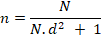 n = N / (N. d² + 1)